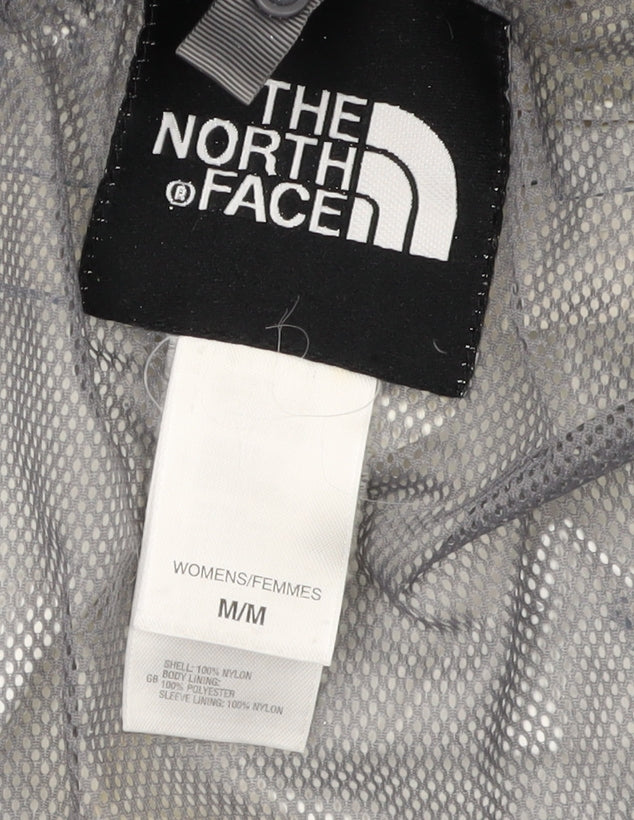 THE
NORTH
® FACE
WOMENS/FEMMES
M/M
SHELL: 100% NYLON
BODY LINING:
GB 100% POLYESTER
SLEEVE LINING: 100% NYLON